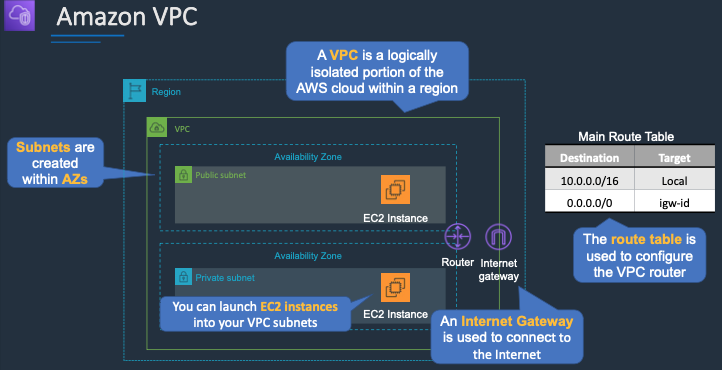 Amazon VPC
A VPC is a logically
isolated portion of the
AWS cloud within a region
Region
VPC
Subnets are
created
within AZs
Availability Zone
Public subnet
EC2 Instance
Main Route Table
Destination Target
10.0.0.0/16 Local
0.0.0.0/0 igw-id
The route table is
used to configure
the VPC router
Router
Internet
gateway
Availability Zone
Private subnet
EC2 Instance
You can launch EC2 instances
into your VPC subnets
An Internet Gateway
is used to connect to
the Internet